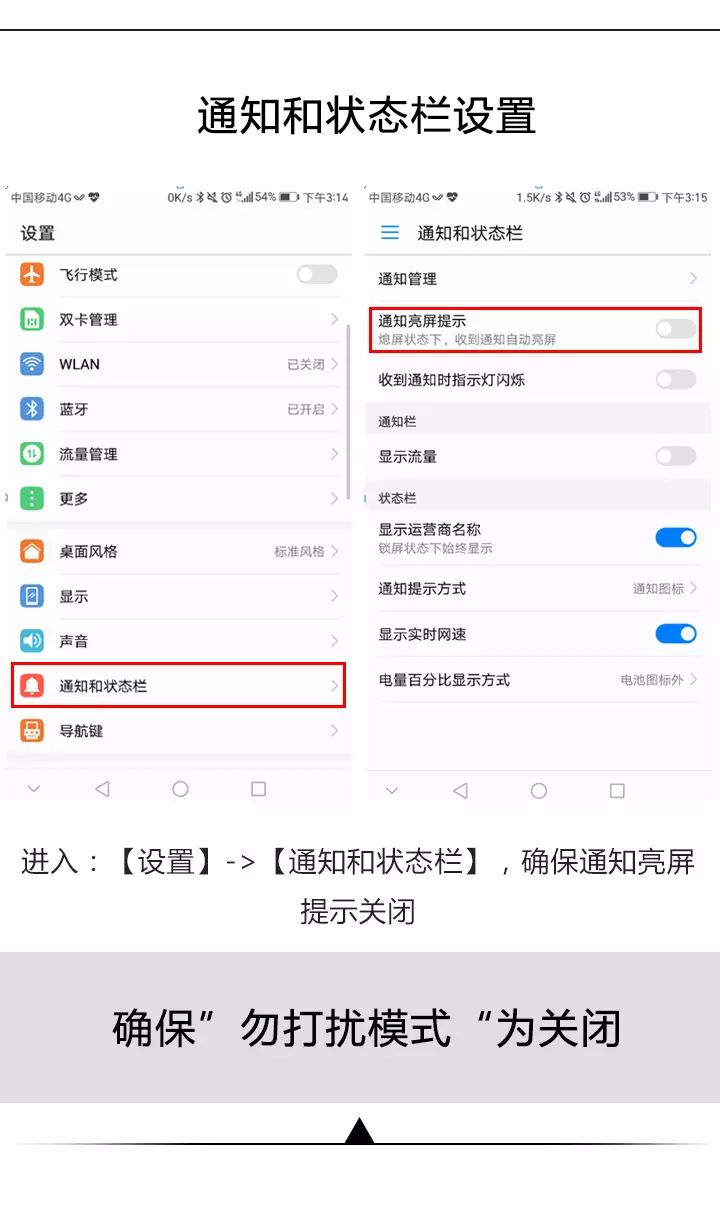 通知和状态栏设置
中国移动4G
0K/s 54% 下午3:14
设置
飞行模式
双卡管理
WLAN 已关闭
蓝牙 已开启
流量管理
更多
桌面风格 标准风格
显示
声音
通知和状态栏
导航键
中国移动4G
1.5K/s 53% 下午3:15
通知和状态栏
通知管理
通知亮屏提示
熄屏状态下，收到通知自动亮屏
收到通知时指示灯闪烁
通知栏
显示流量
状态栏
显示运营商名称
锁屏状态下始终显示
通知提示方式 通知图标
显示实时网速
电量百分比显示方式 电池图标外
进入：【设置】->【通知和状态栏】，确保通知亮屏
提示关闭
确保”勿打扰模式“为关闭